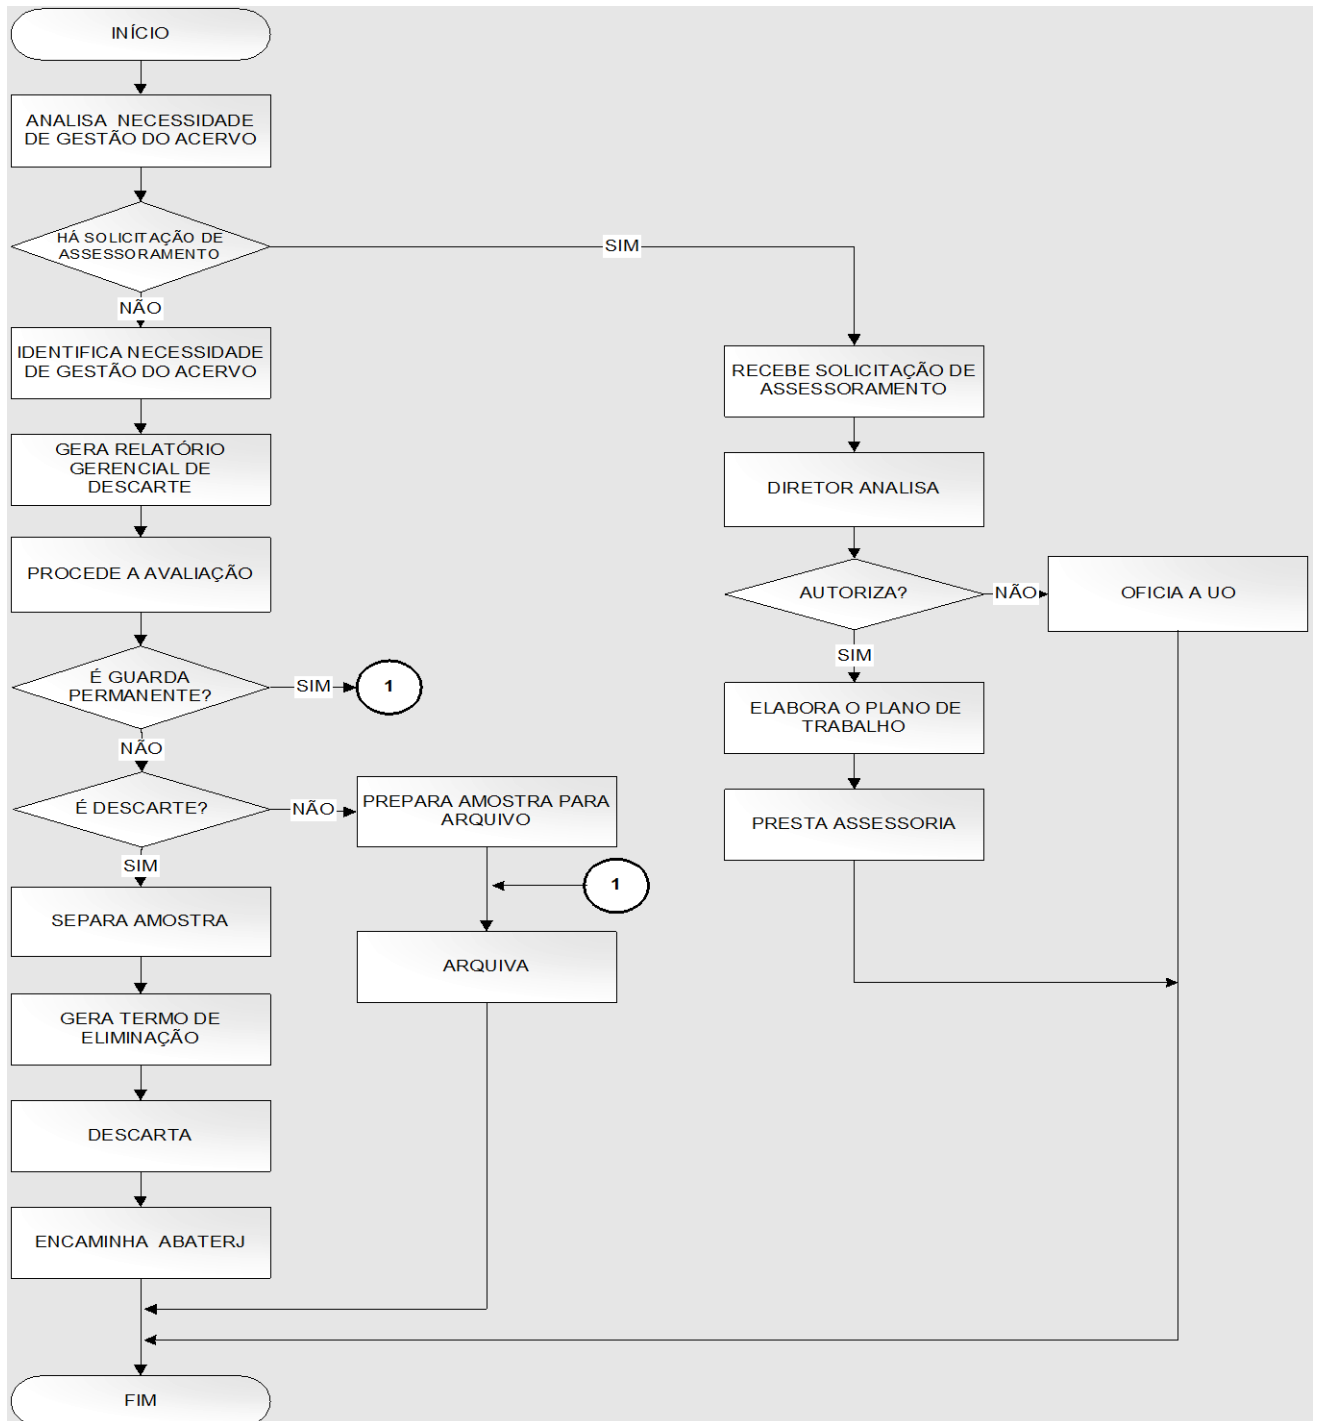 INÍCIO
ANALISA NECESSIDADE
DE GESTÃO DO ACERVO
HÁ SOLICITAÇÃO DE
ASSESSORAMENTO
SIM
NÃO
IDENTIFICA NECESSIDADE
DE GESTÃO DO ACERVO
GERA RELATÓRIO
GERENCIAL DE
DESCARTE
PROCEDE A AVALIAÇÃO
É GUARDA
PERMANENTE?
SIM
1
NÃO
É DESCARTE?
NÃO
PREPARA AMOSTRA PARA
ARQUIVO
1
ARQUIVA
SIM
SEPARA AMOSTRA
GERA TERMO DE
ELIMINAÇÃO
DESCARTA
ENCAMINHA ABATERJ
RECEBE SOLICITAÇÃO DE
ASSESSORAMENTO
DIRETOR ANALISA
AUTORIZA?
NÃO
OFICIA A UO
SIM
ELABORA O PLANO DE
TRABALHO
PRESTA ASSESSORIA
FIM